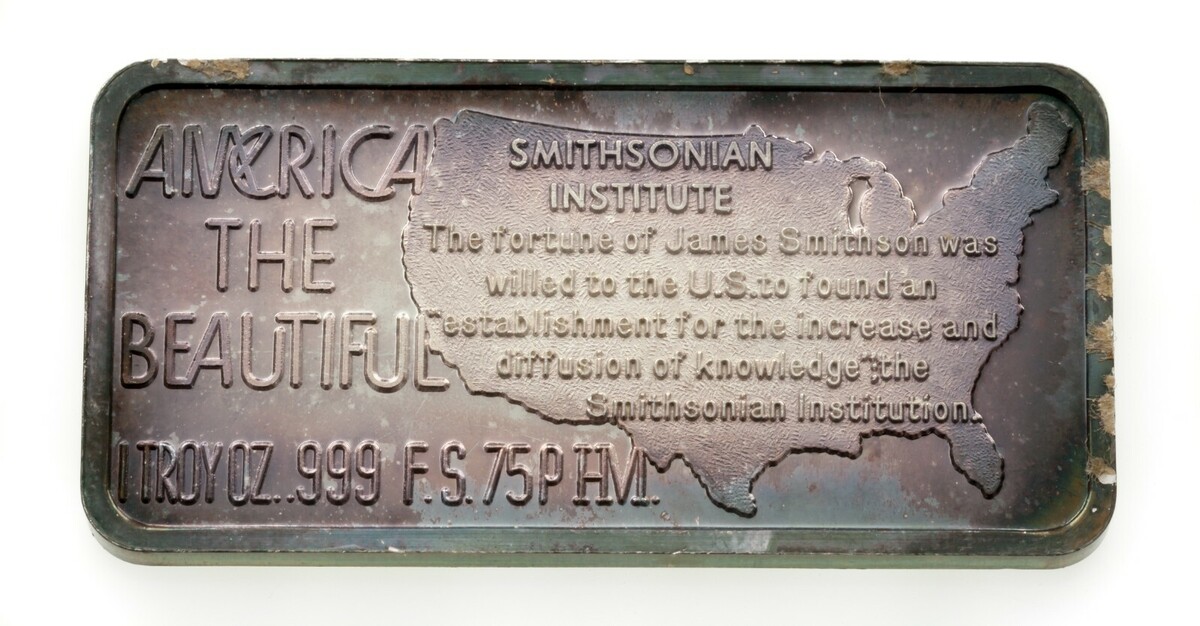 AMERICA
THE
BEAUTIFUL
1 TROY OZ. .999 F.S. 75P HM.
SMITHSONIAN
INSTITUTE
The fortune of James Smithson was
willed to the U.S. to found an
"establishment for the increase and
diffusion of knowledge";the
Smithsonian Institution.